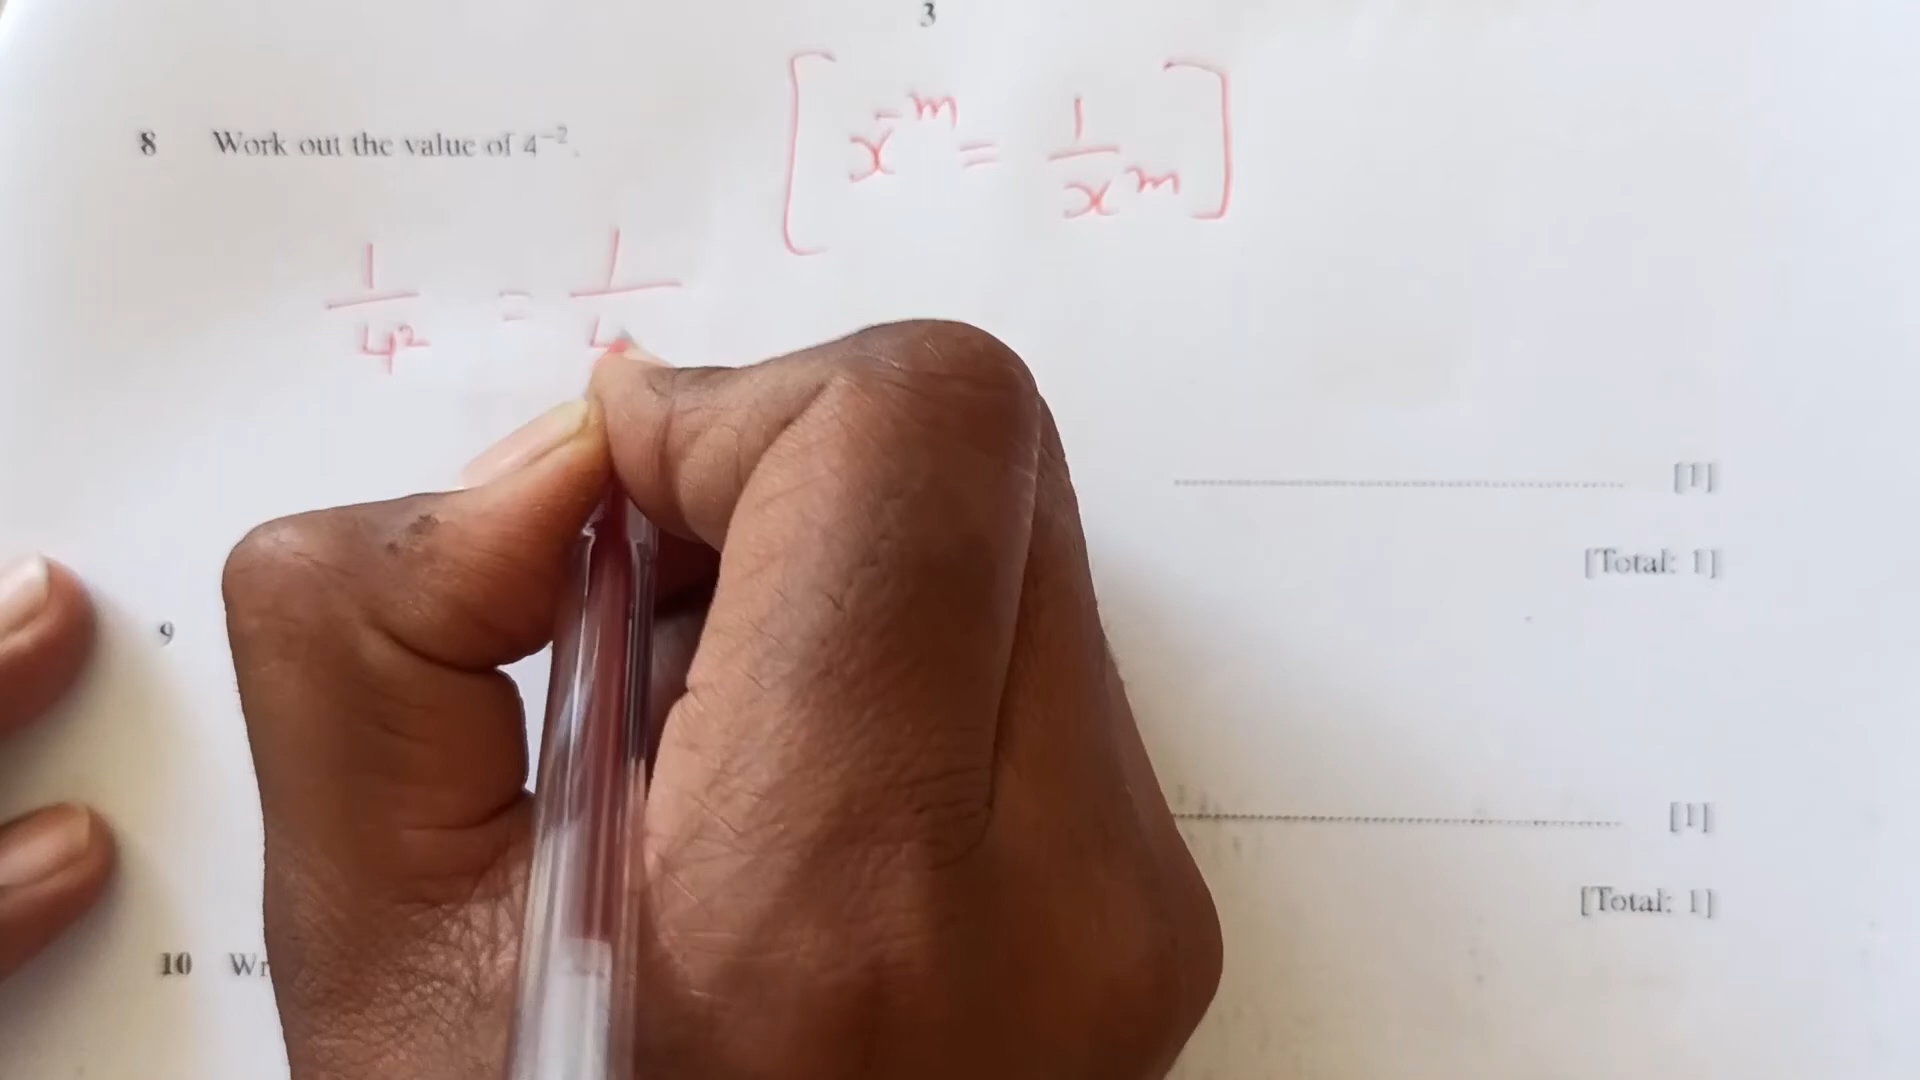 3
8 Work out the value of 4⁻².
[x⁻ᵐ = 1/xᵐ]
1/4² = 1/4
[1]
[Total: 1]
9
[1]
[Total: 1]
10